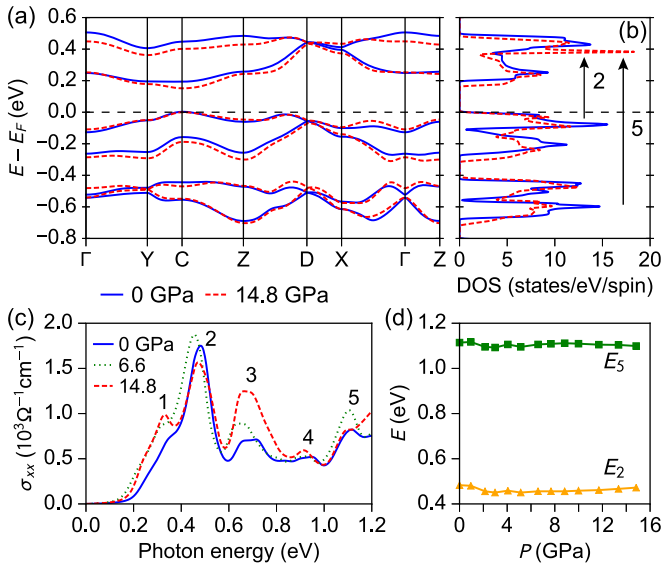 (a)
E − E_F (eV)
0.6
0.4
0.2
0.0
−0.2
−0.4
−0.6
−0.8
Γ Y C Z D X Γ Z
0 GPa 14.8 GPa
(b)
2
5
0 5 10 15 20
DOS (states/eV/spin)
(c)
σ_xx (10³Ω⁻¹cm⁻¹)
2.0
1.5
1.0
0.5
0.0
0 GPa
6.6
14.8
1
2
3
4
5
0.0 0.2 0.4 0.6 0.8 1.0 1.2
Photon energy (eV)
(d)
E (eV)
1.2
1.0
0.8
0.6
0.4
E₅
E₂
0 4 8 12 16
P (GPa)